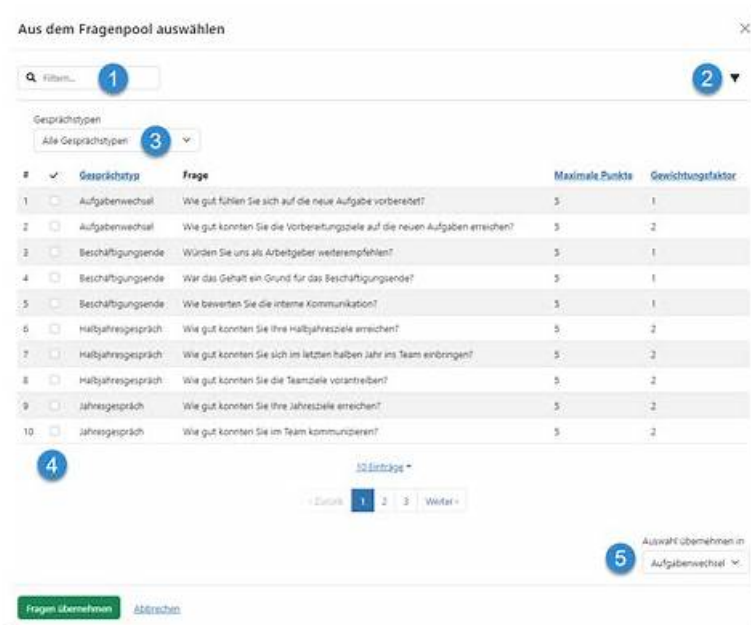 Aus dem Fragenpool auswählen
Filtern...
1
2
Gesprächstypen
Alle Gesprächstypen
3
# Gesprächstyp Frage Maximale Punkte Gewichtungsfaktor
1 Aufgabenwechsel Wie gut fühlen Sie sich auf die neue Aufgabe vorbereitet? 5 1
2 Aufgabenwechsel Wie gut konnten Sie die Vorbereitungsziele auf die neuen Aufgaben erreichen? 5 2
3 Beschäftigungsende Würden Sie uns als Arbeitgeber weiterempfehlen? 5 1
4 Beschäftigungsende War das Gehalt ein Grund für das Beschäftigungsende? 5 1
5 Beschäftigungsende Wie bewerten Sie die interne Kommunikation? 5 1
6 Halbjahresgespräch Wie gut konnten Sie Ihre Halbjahresziele erreichen? 5 2
7 Halbjahresgespräch Wie gut konnten Sie sich im letzten halben Jahr ins Team einbringen? 5 2
8 Halbjahresgespräch Wie gut konnten Sie die Teamziele vorantreiben? 5 2
9 Jahresgespräch Wie gut konnten Sie Ihre Jahresziele erreichen? 5 2
10 Jahresgespräch Wie gut konnten Sie im Team kommunizieren? 5 2
4
10 Einträge
‹ Zurück 1 2 3 Weiter ›
Auswahl übernehmen in
5
Aufgabenwechsel
Fragen übernehmen Abbrechen